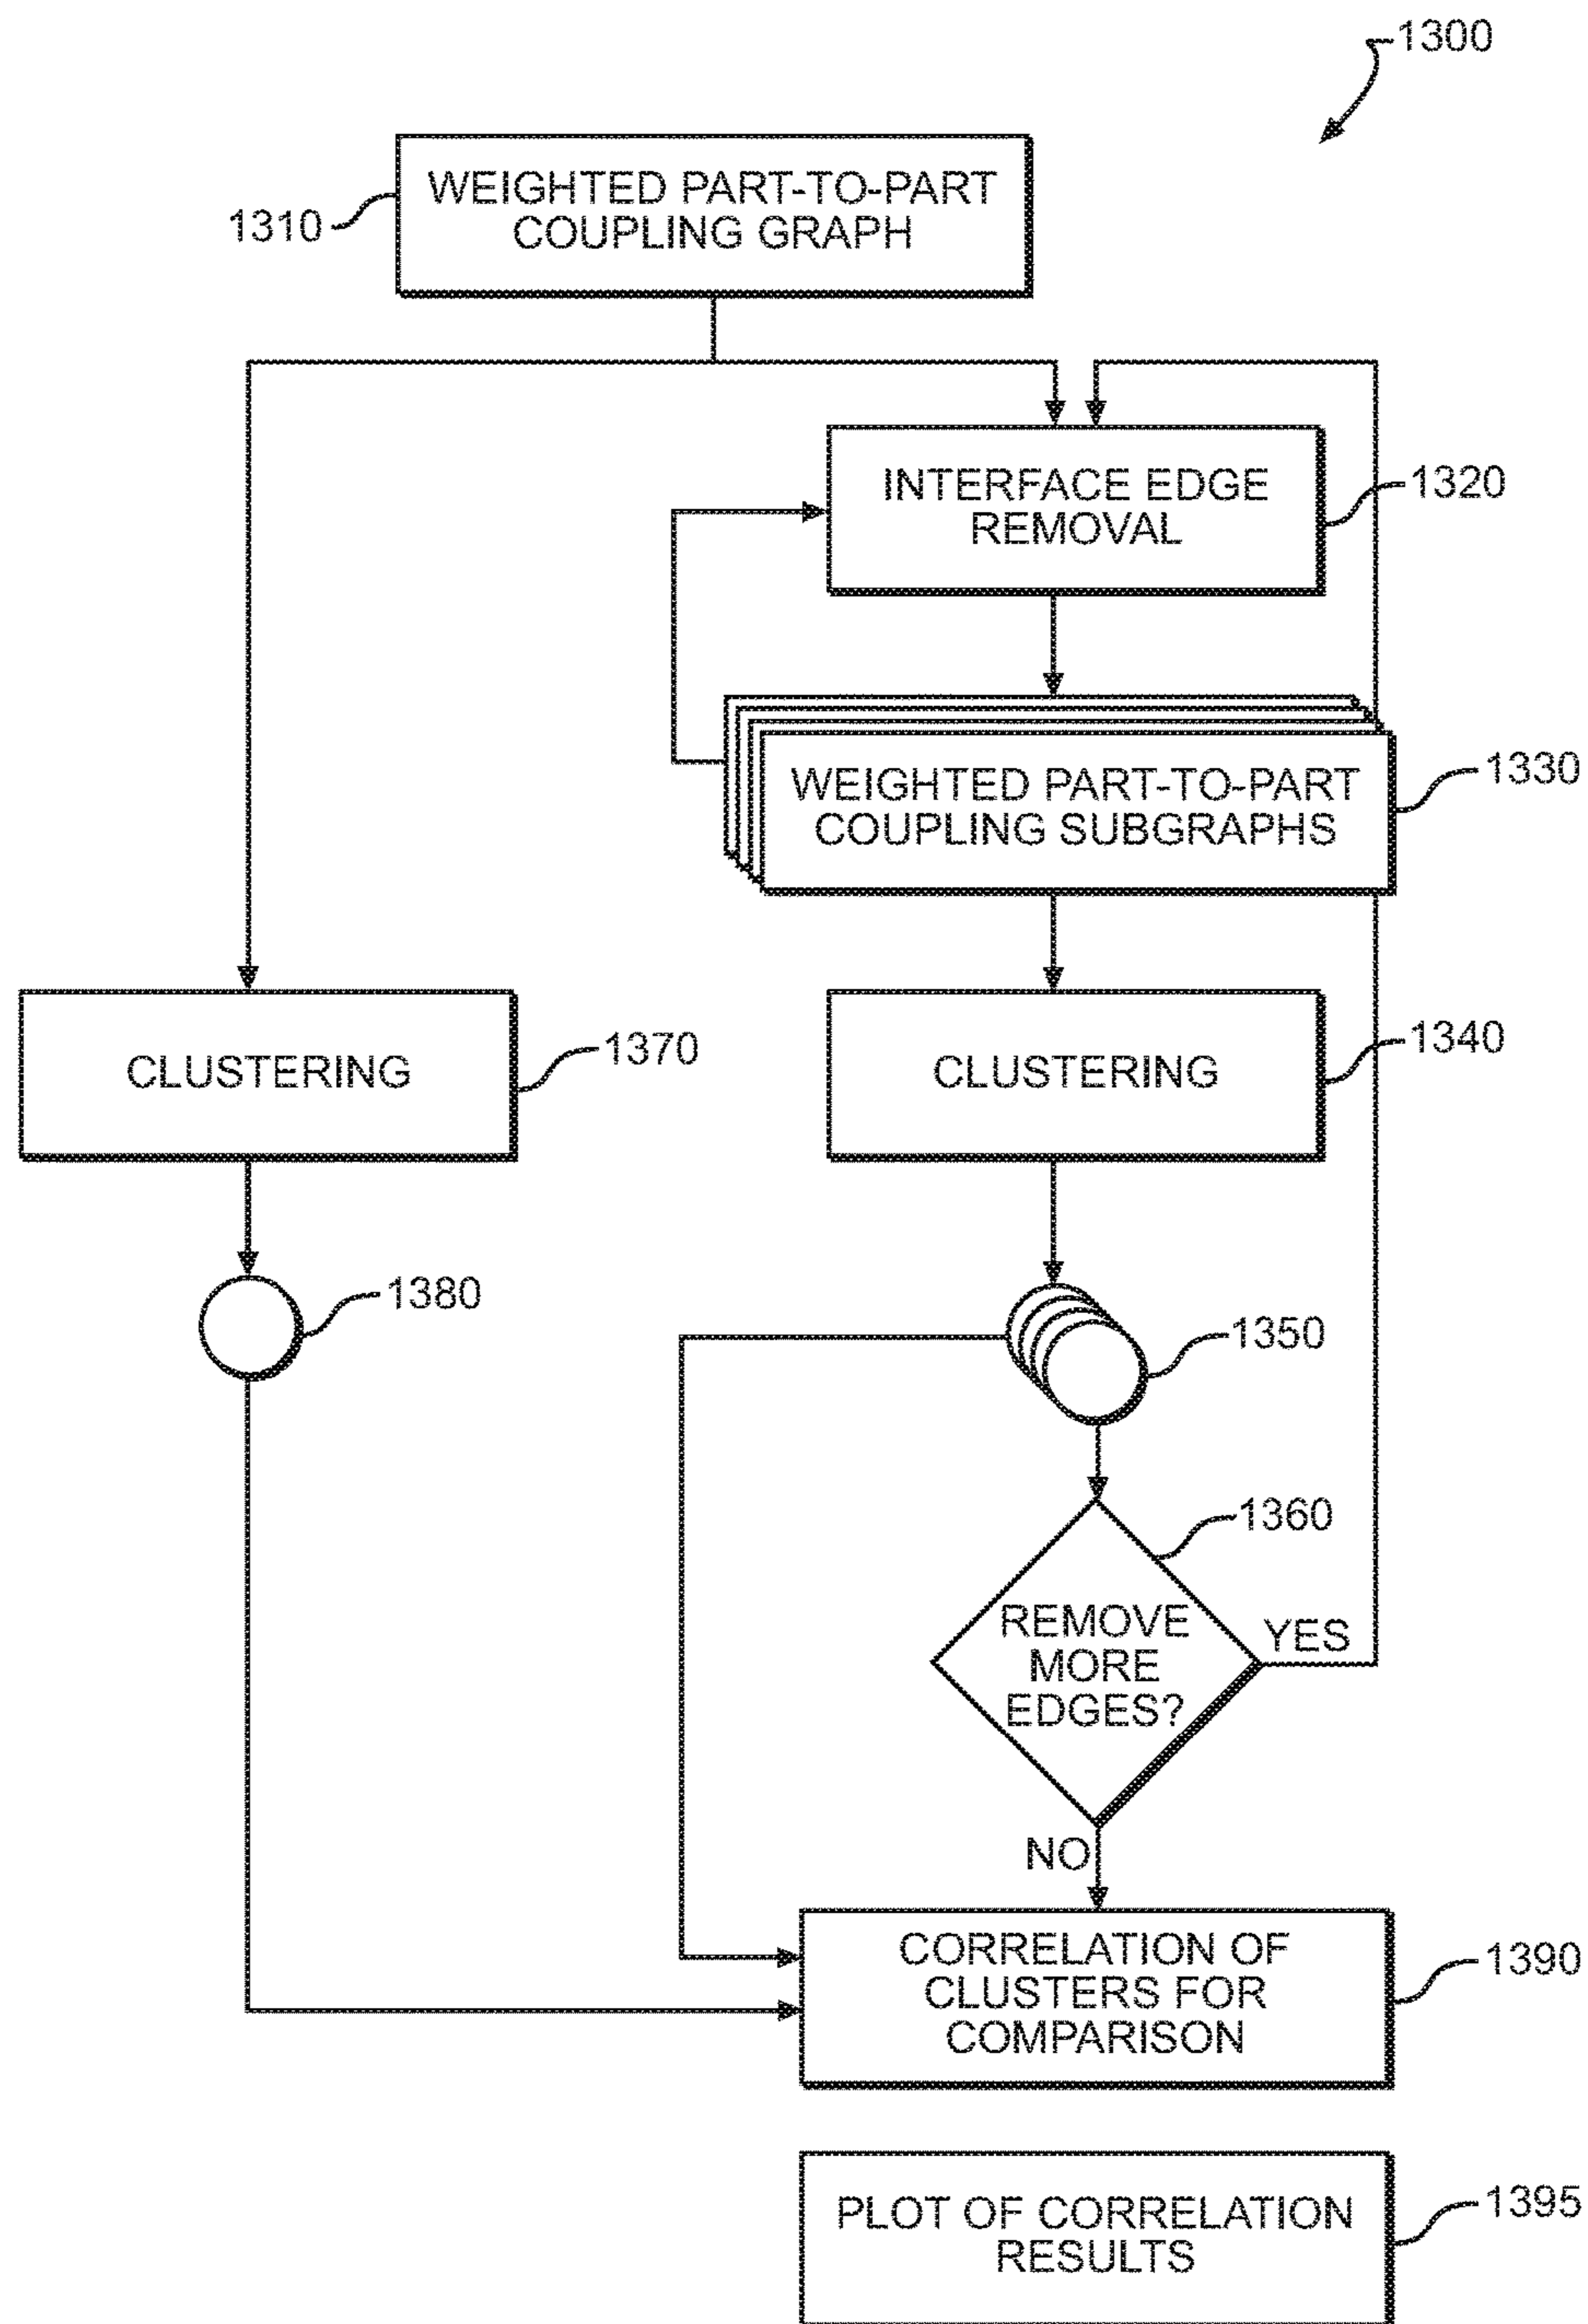 1300
WEIGHTED PART-TO-PART
COUPLING GRAPH
1310
INTERFACE EDGE
REMOVAL
1320
WEIGHTED PART-TO-PART
COUPLING SUBGRAPHS
1330
CLUSTERING
1370
CLUSTERING
1340
1380
1350
1360
REMOVE
MORE
EDGES?
YES
NO
CORRELATION OF
CLUSTERS FOR
COMPARISON
1390
PLOT OF CORRELATION
RESULTS
1395